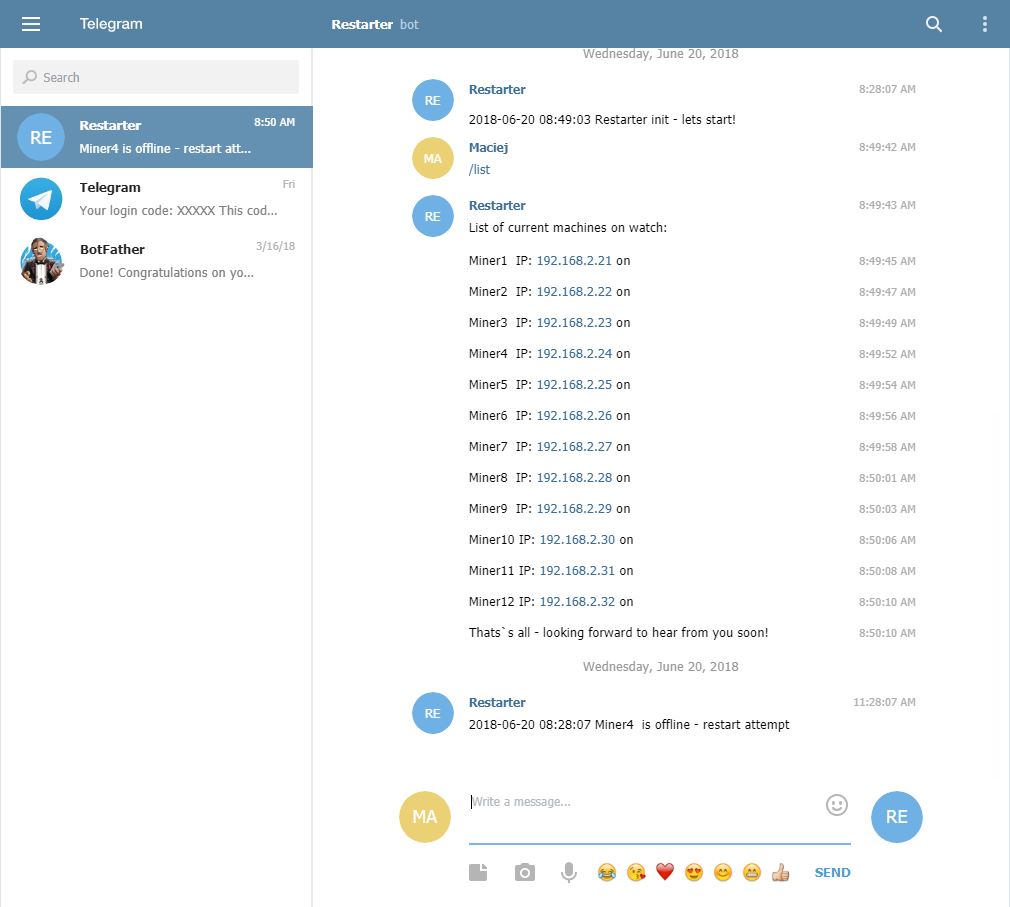 Telegram
Restarter bot
Search
RE
Restarter
8:50 AM
Miner4 is offline - restart att...
Telegram
Fri
Your login code: XXXXX This cod...
BotFather
3/16/18
Done! Congratulations on yo...
Wednesday, June 20, 2018
RE
Restarter
8:28:07 AM
2018-06-20 08:49:03 Restarter init - lets start!
MA
Maciej
8:49:42 AM
/list
RE
Restarter
8:49:43 AM
List of current machines on watch:
Miner1 IP: 192.168.2.21 on 8:49:45 AM
Miner2 IP: 192.168.2.22 on 8:49:47 AM
Miner3 IP: 192.168.2.23 on 8:49:49 AM
Miner4 IP: 192.168.2.24 on 8:49:52 AM
Miner5 IP: 192.168.2.25 on 8:49:54 AM
Miner6 IP: 192.168.2.26 on 8:49:56 AM
Miner7 IP: 192.168.2.27 on 8:49:58 AM
Miner8 IP: 192.168.2.28 on 8:50:01 AM
Miner9 IP: 192.168.2.29 on 8:50:03 AM
Miner10 IP: 192.168.2.30 on 8:50:06 AM
Miner11 IP: 192.168.2.31 on 8:50:08 AM
Miner12 IP: 192.168.2.32 on 8:50:10 AM
Thats`s all - looking forward to hear from you soon! 8:50:10 AM
Wednesday, June 20, 2018
RE
Restarter
11:28:07 AM
2018-06-20 08:28:07 Miner4 is offline - restart attempt
MA
Write a message...
RE
SEND